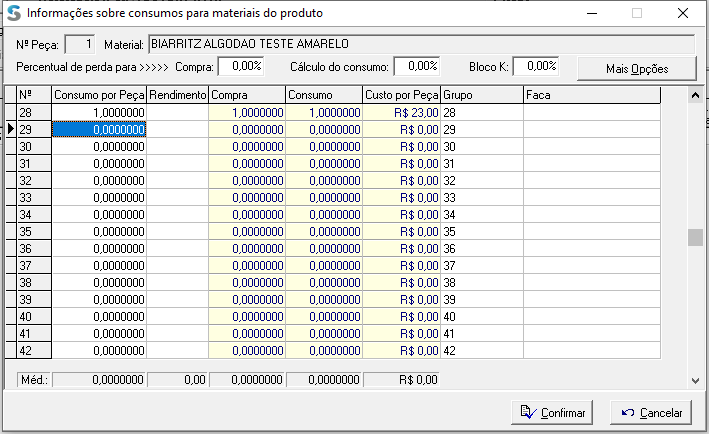 Informações sobre consumos para materiais do produto
Nº Peça: 1 Material: BIARRITZ ALGODAO TESTE AMARELO
Percentual de perda para >>>>> Compra: 0,00% Cálculo do consumo: 0,00% Bloco K: 0,00% Mais Opções
Nº Consumo por Peça Rendimento Compra Consumo Custo por Peça Grupo Faca
28 1,0000000 1,0000000 1,0000000 R$ 23,00 28
29 0,0000000 0,0000000 0,0000000 R$ 0,00 29
30 0,0000000 0,0000000 0,0000000 R$ 0,00 30
31 0,0000000 0,0000000 0,0000000 R$ 0,00 31
32 0,0000000 0,0000000 0,0000000 R$ 0,00 32
33 0,0000000 0,0000000 0,0000000 R$ 0,00 33
34 0,0000000 0,0000000 0,0000000 R$ 0,00 34
35 0,0000000 0,0000000 0,0000000 R$ 0,00 35
36 0,0000000 0,0000000 0,0000000 R$ 0,00 36
37 0,0000000 0,0000000 0,0000000 R$ 0,00 37
38 0,0000000 0,0000000 0,0000000 R$ 0,00 38
39 0,0000000 0,0000000 0,0000000 R$ 0,00 39
40 0,0000000 0,0000000 0,0000000 R$ 0,00 40
41 0,0000000 0,0000000 0,0000000 R$ 0,00 41
42 0,0000000 0,0000000 0,0000000 R$ 0,00 42
Méd.: 0,0000000 0,00 0,0000000 0,0000000 R$ 0,00
Confirmar Cancelar